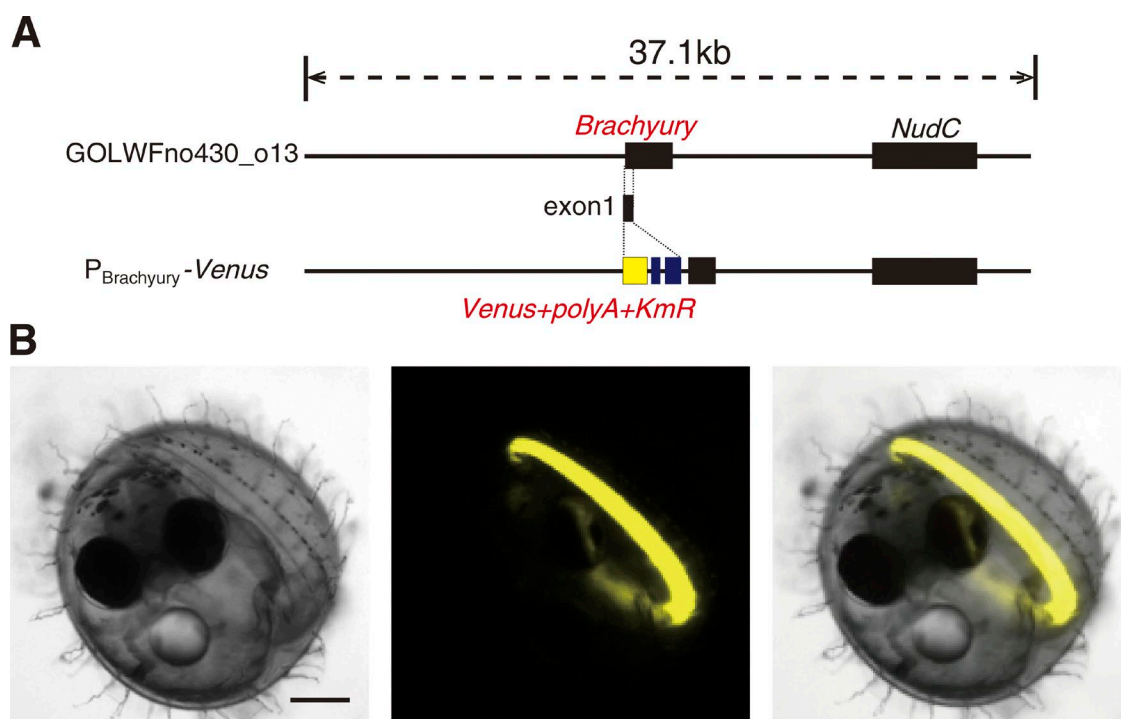 A
37.1kb
Brachyury
NudC
GOLWFno430_o13
exon1
PBrachyury-Venus
Venus+polyA+KmR
B